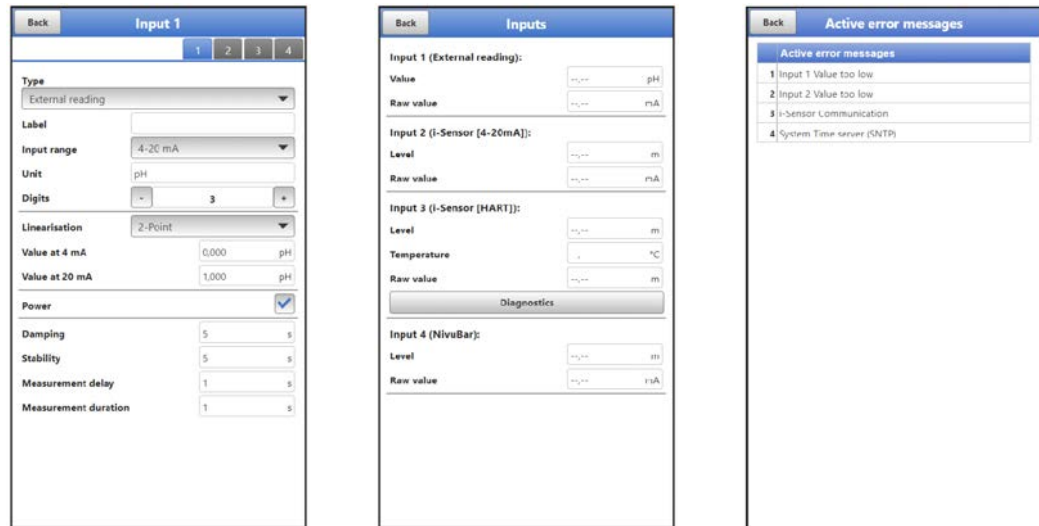 Back Input 1
1 2 3 4
Type
External reading
Label
Input range 4-20 mA
Unit pH
Digits - 3 +
Linearisation 2-Point
Value at 4 mA 0,000 pH
Value at 20 mA 1,000 pH
Power
Damping 5 s
Stability 5 s
Measurement delay 1 s
Measurement duration 1 s
Back Inputs
Input 1 (External reading):
Value --,-- pH
Raw value --,-- mA
Input 2 (i-Sensor [4-20mA]):
Level --,-- m
Raw value --,-- mA
Input 3 (i-Sensor [HART]):
Level --,-- m
Temperature , °C
Raw value --,-- m
Diagnostics
Input 4 (NivuBar):
Level --,-- m
Raw value --,-- mA
Back Active error messages
Active error messages
1 Input 1 Value too low
2 Input 2 Value too low
3 i-Sensor Communication
4 System Time server (SNTP)